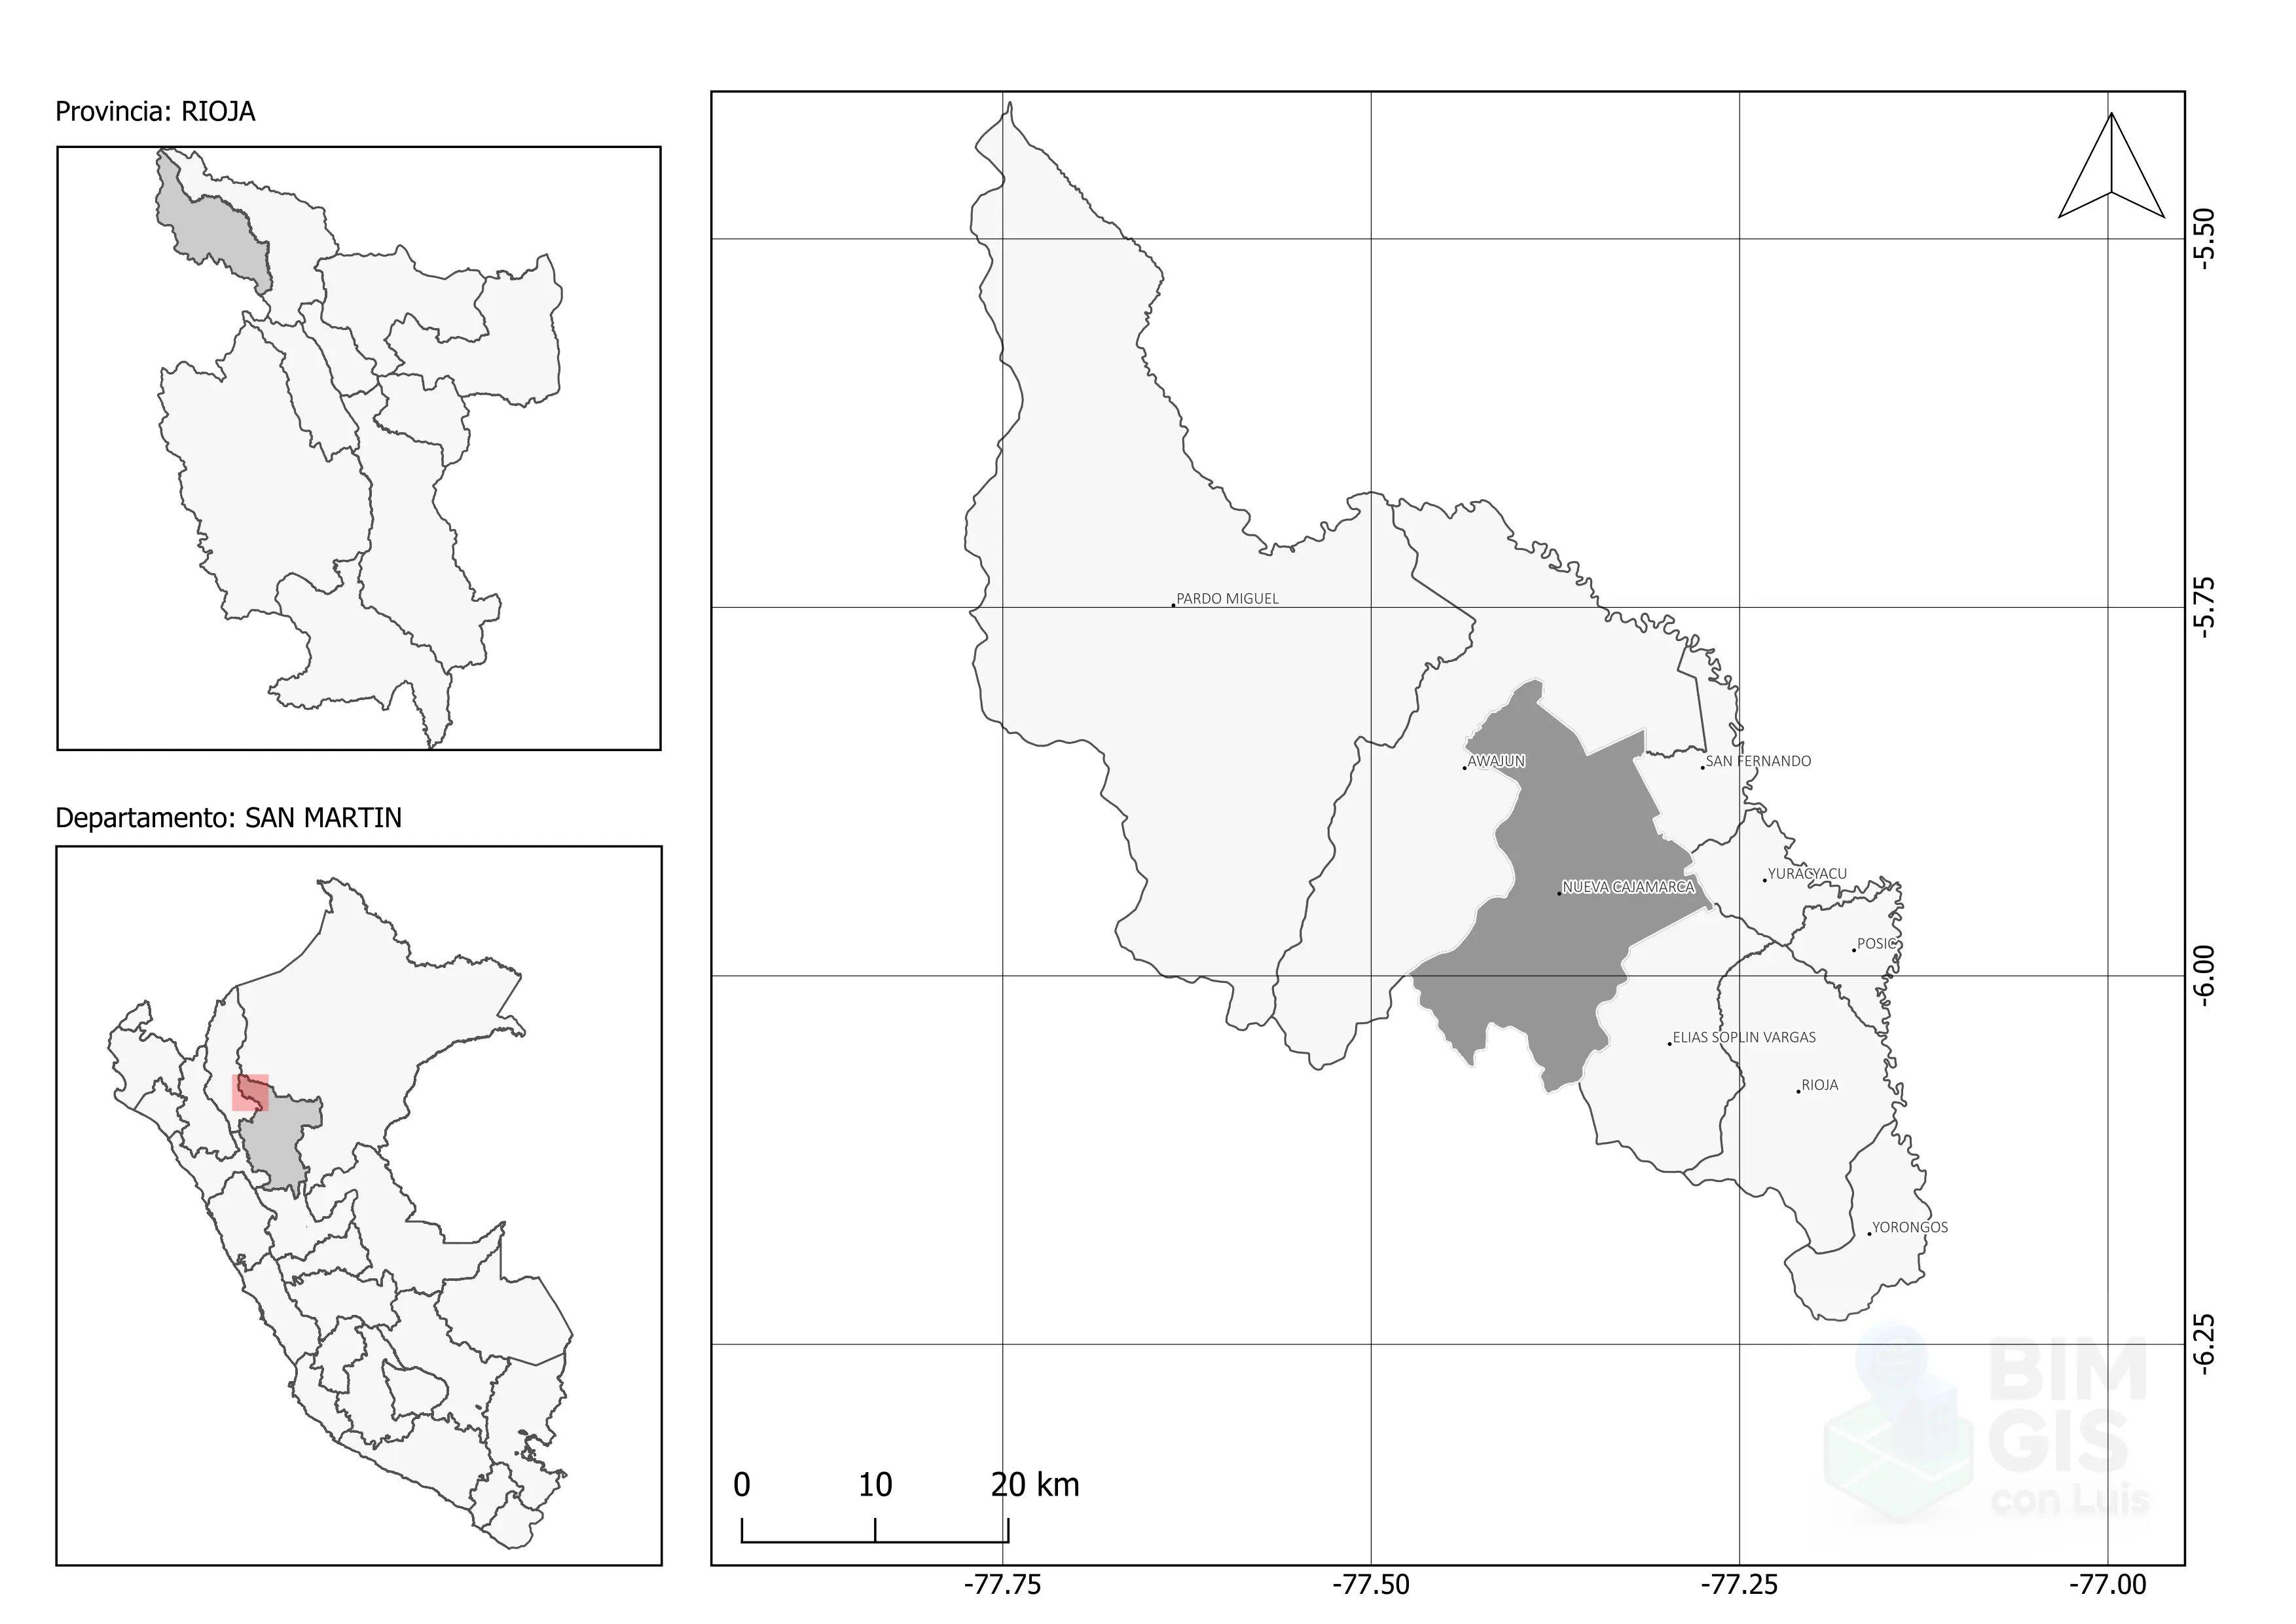 Provincia: RIOJA
Departamento: SAN MARTIN
PARDO MIGUEL
AWAJUN
SAN FERNANDO
NUEVA CAJAMARCA
YURACYACU
POSIC
ELIAS SOPLIN VARGAS
RIOJA
YORONGOS
-5.50
-5.75
-6.00
-6.25
0 10 20 km
BIM
GIS
con Luis
-77.75 -77.50 -77.25 -77.00